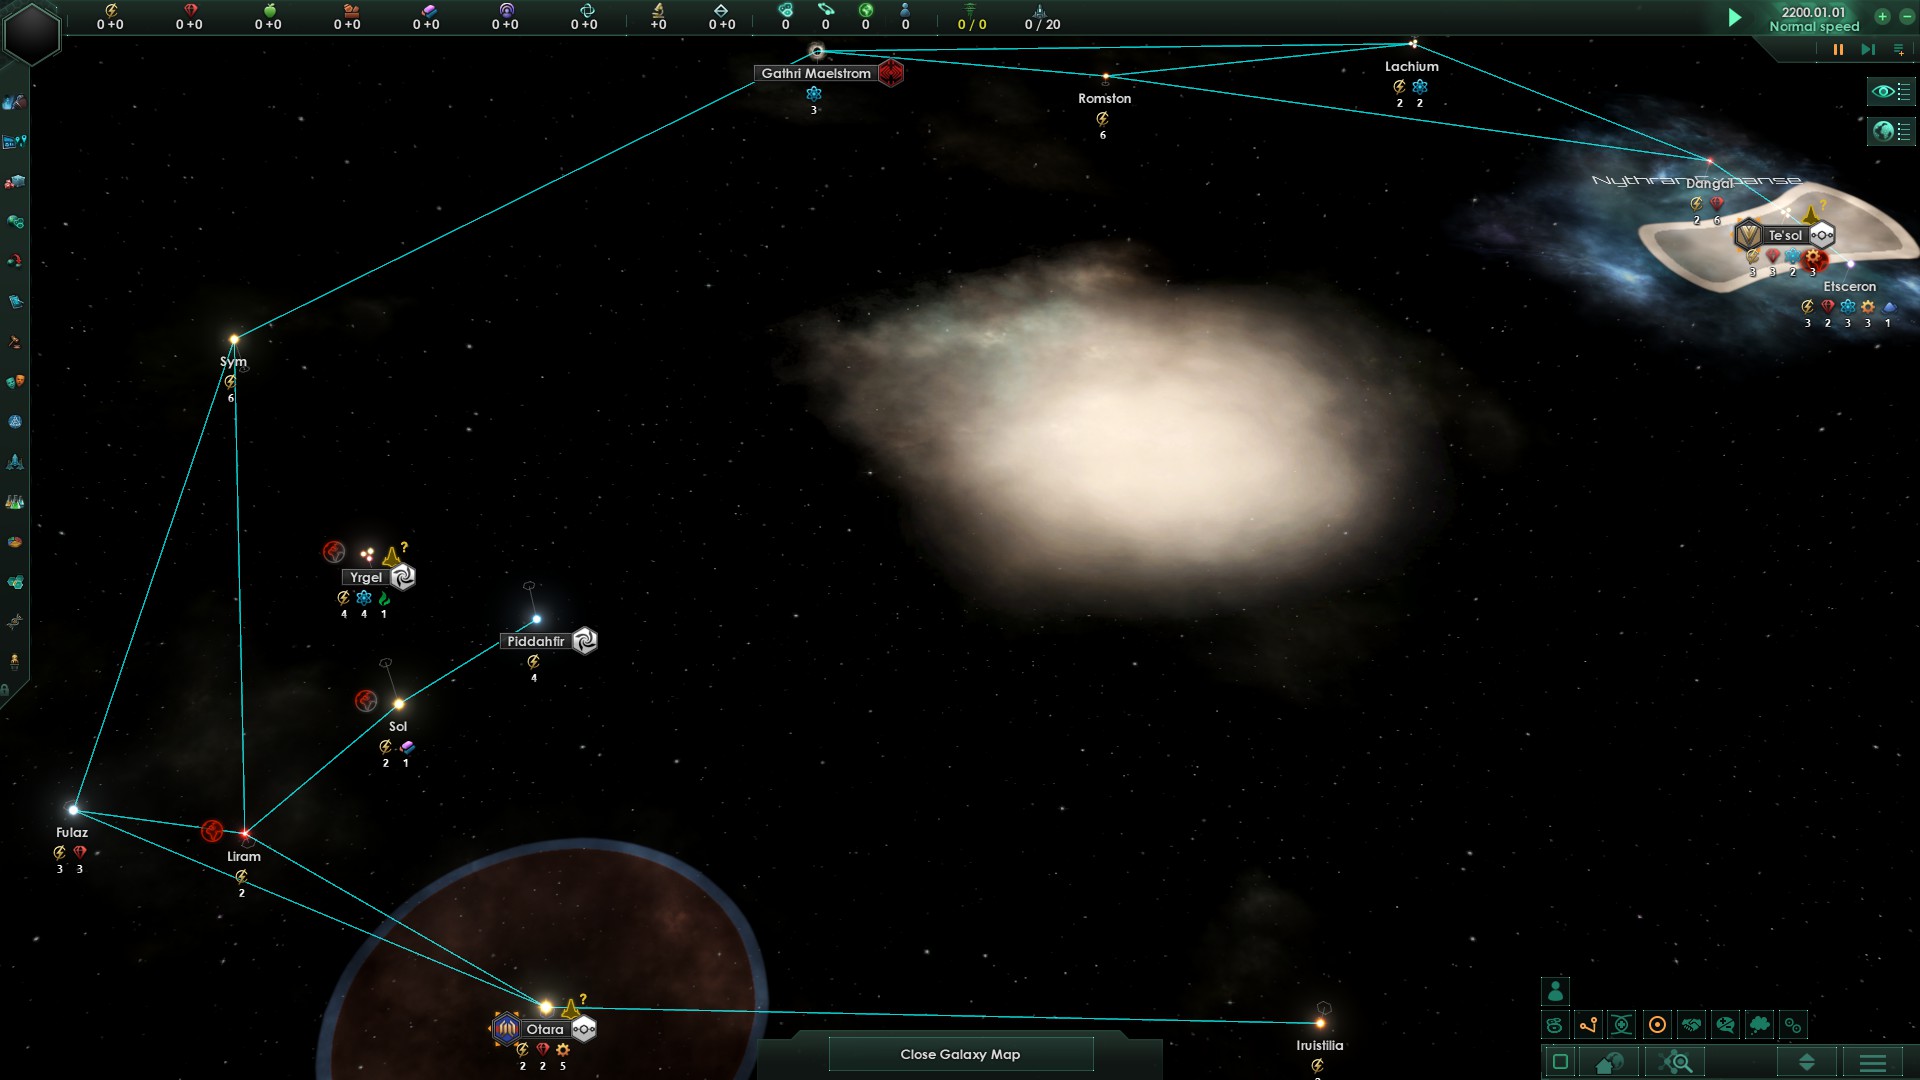 0 +0
0 +0
0 +0
0 +0
0 +0
0 +0
0 +0
+0
0 +0
0
0
0
0
0 / 0
0 / 20
2200.01.01
Normal speed
Gathri Maelstrom
3
Romston
6
Lachium
2 2
Nythran Expanse
Dangal
2 6
?
Te'sol
3 3 2 3
Etsceron
3 2 3 3 1
Sym
6
?
Yrgel
4 4 1
Piddahfir
4
Sol
2 1
Fulaz
3 3
Liram
2
?
Otara
2 2 5
Iruistilia
Close Galaxy Map